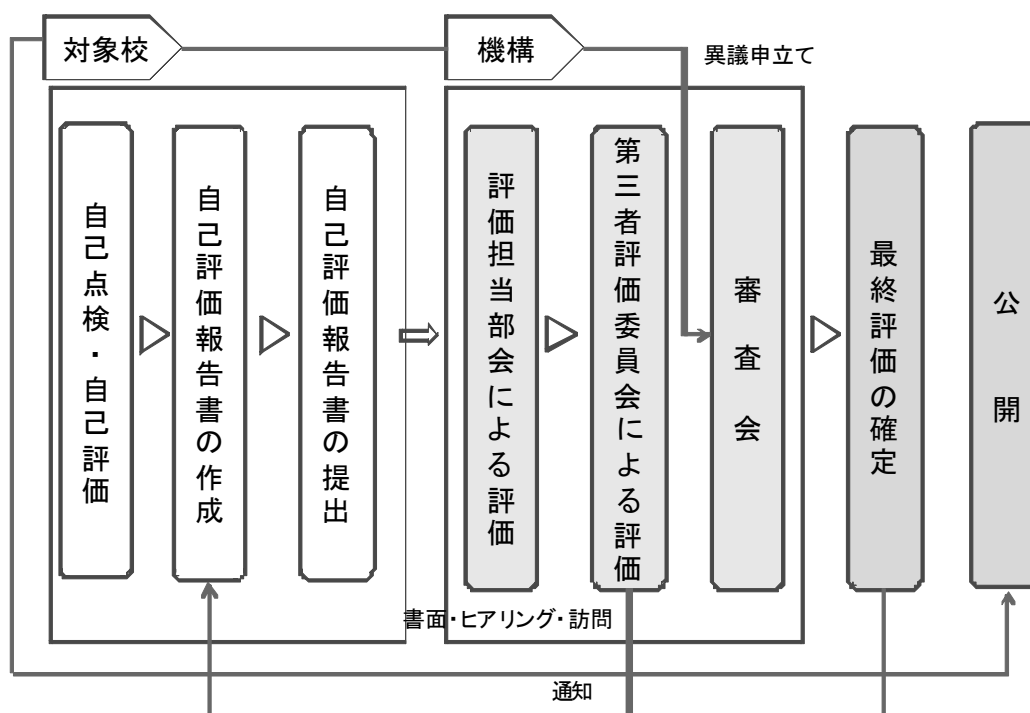 対象校
機構
異議申立て
自己点検・自己評価
自己評価報告書の作成
自己評価報告書の提出
評価担当部会による評価
第三者評価委員会による評価
審査会
最終評価の確定
公開
書面・ヒアリング・訪問
通知